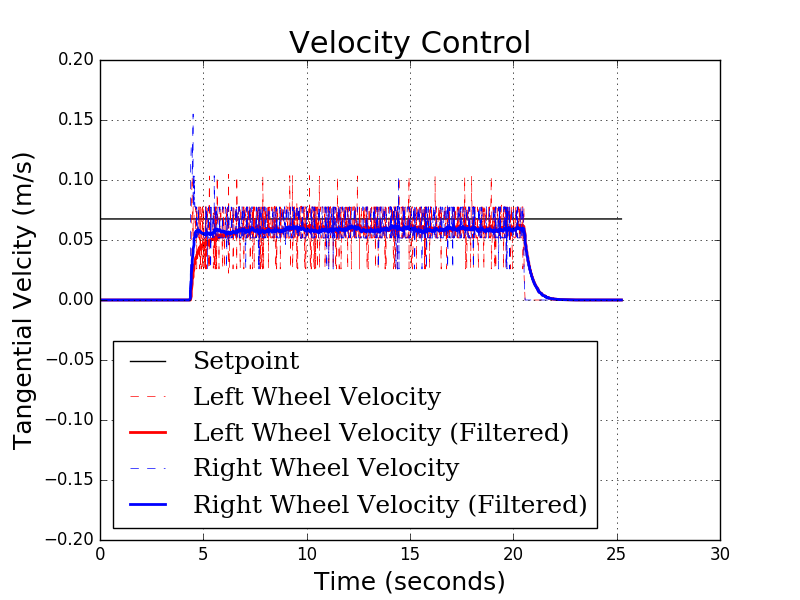 Velocity Control
Tangential Velcity (m/s)
0.20
0.15
0.10
0.05
0.00
−0.05
−0.10
−0.15
−0.20
Setpoint
Left Wheel Velocity
Left Wheel Velocity (Filtered)
Right Wheel Velocity
Right Wheel Velocity (Filtered)
0 5 10 15 20 25 30
Time (seconds)